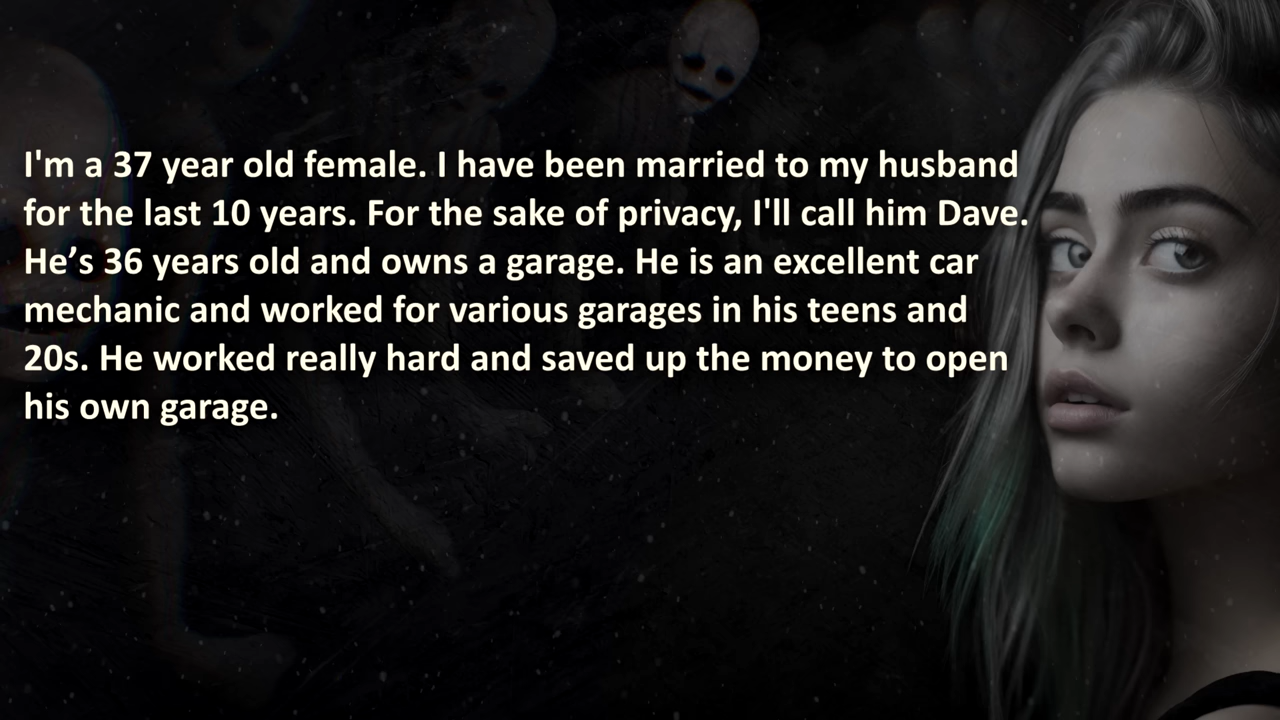 I'm a 37 year old female. I have been married to my husband
for the last 10 years. For the sake of privacy, I'll call him Dave.
He’s 36 years old and owns a garage. He is an excellent car
mechanic and worked for various garages in his teens and
20s. He worked really hard and saved up the money to open
his own garage.